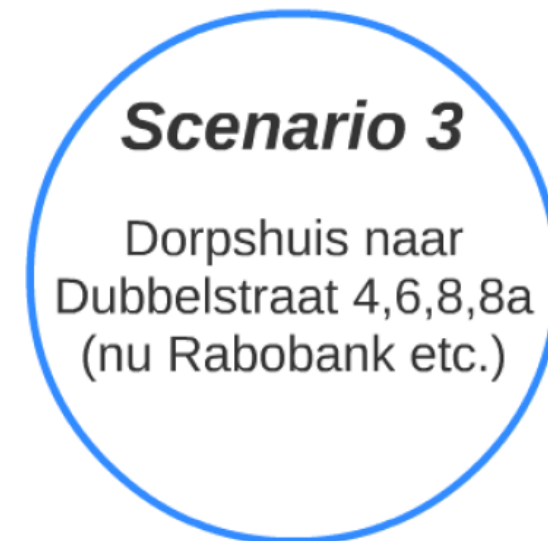 Scenario 3
Dorpshuis naar
Dubbelstraat 4,6,8,8a
(nu Rabobank etc.)